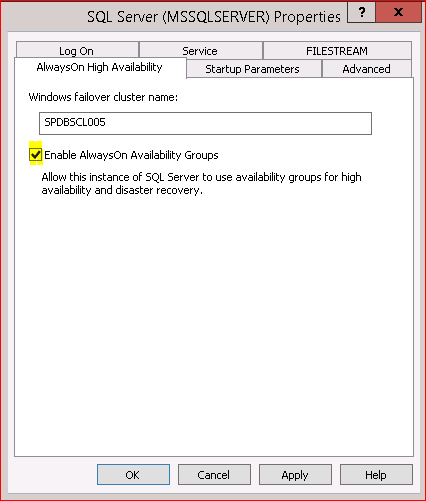 SQL Server (MSSQLSERVER) Properties
? x
Log On Service FILESTREAM
AlwaysOn High Availability Startup Parameters Advanced
Windows failover cluster name:
SPDBSCL005
Enable AlwaysOn Availability Groups
Allow this instance of SQL Server to use availability groups for high
availability and disaster recovery.
OK Cancel Apply Help